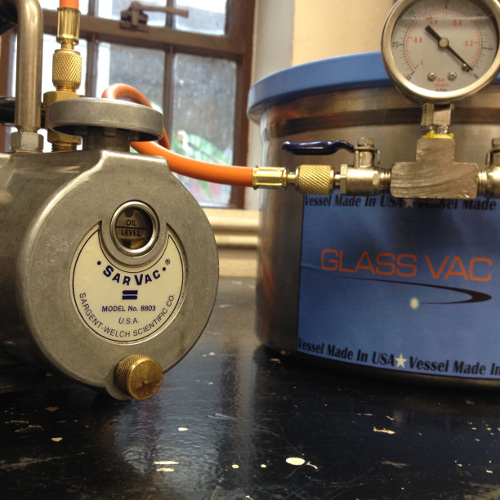 OIL
LEVEL
• SARVAC • ®
MODEL No. 8803
U.S.A.
SARGENT-WELCH SCIENTIFIC CO.
Vessel Made In USA★Vessel Made
GLASS VAC
Vessel Made In USA★Vessel Made In